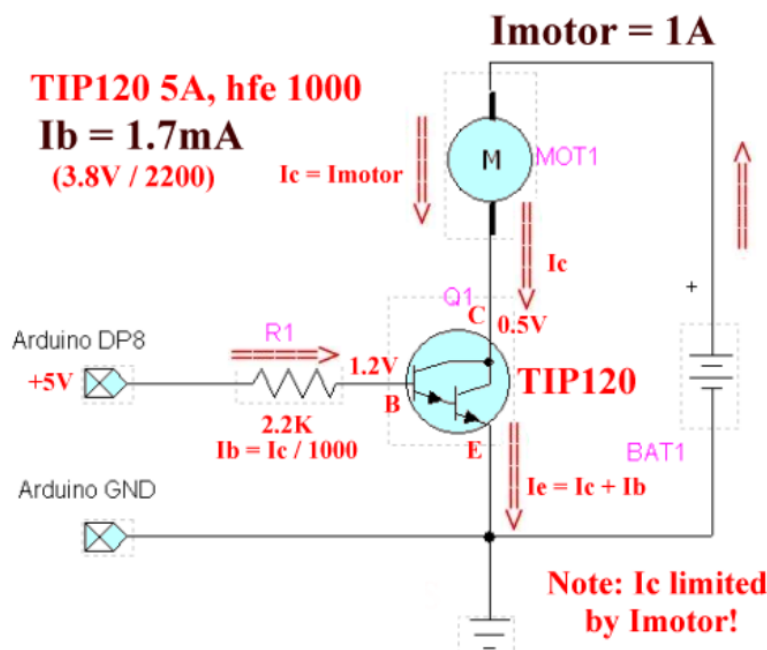 Imotor = 1A
TIP120 5A, hfe 1000
Ib = 1.7mA
(3.8V / 2200)
Ic = Imotor
M
MOT1
Ic
+
Q1
C
0.5V
Arduino DP8
R1
+5V
1.2V
B
TIP120
2.2K
Ib = Ic / 1000
E
BAT1
Arduino GND
Ie = Ic + Ib
Note: Ic limited
by Imotor!